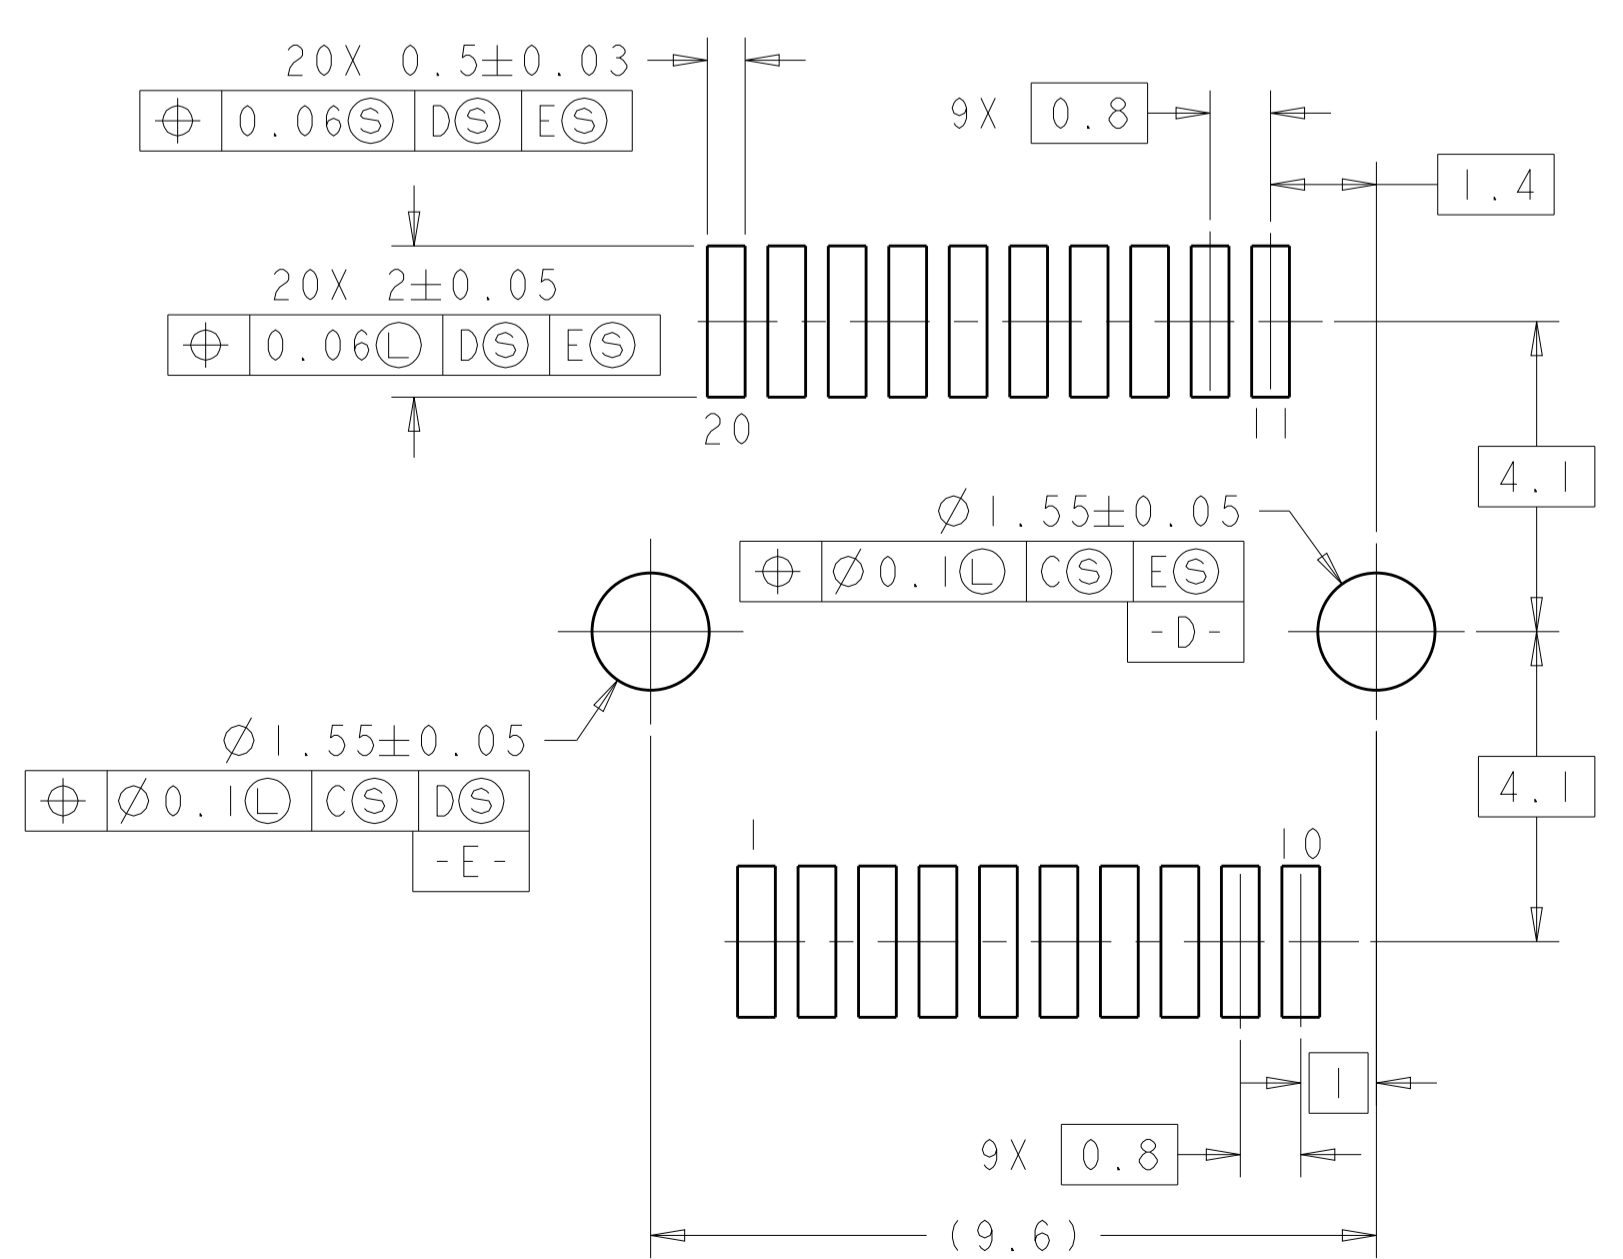 20X 0.5±0.03
⌖ 0.06Ⓢ DⓈ EⓈ
9X 0.8
1.4
20X 2±0.05
⌖ 0.06Ⓛ DⓈ EⓈ
20 11
4.1
Ø1.55±0.05
⌖ Ø0.1Ⓛ CⓈ EⓈ
-D-
Ø1.55±0.05
⌖ Ø0.1Ⓛ CⓈ DⓈ
-E-
4.1
1 10
1
9X 0.8
(9.6)